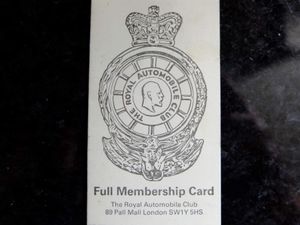 THE ROYAL AUTOMOBILE CLUB
Full Membership Card
The Royal Automobile Club
89 Pall Mall London SW1Y 5HS